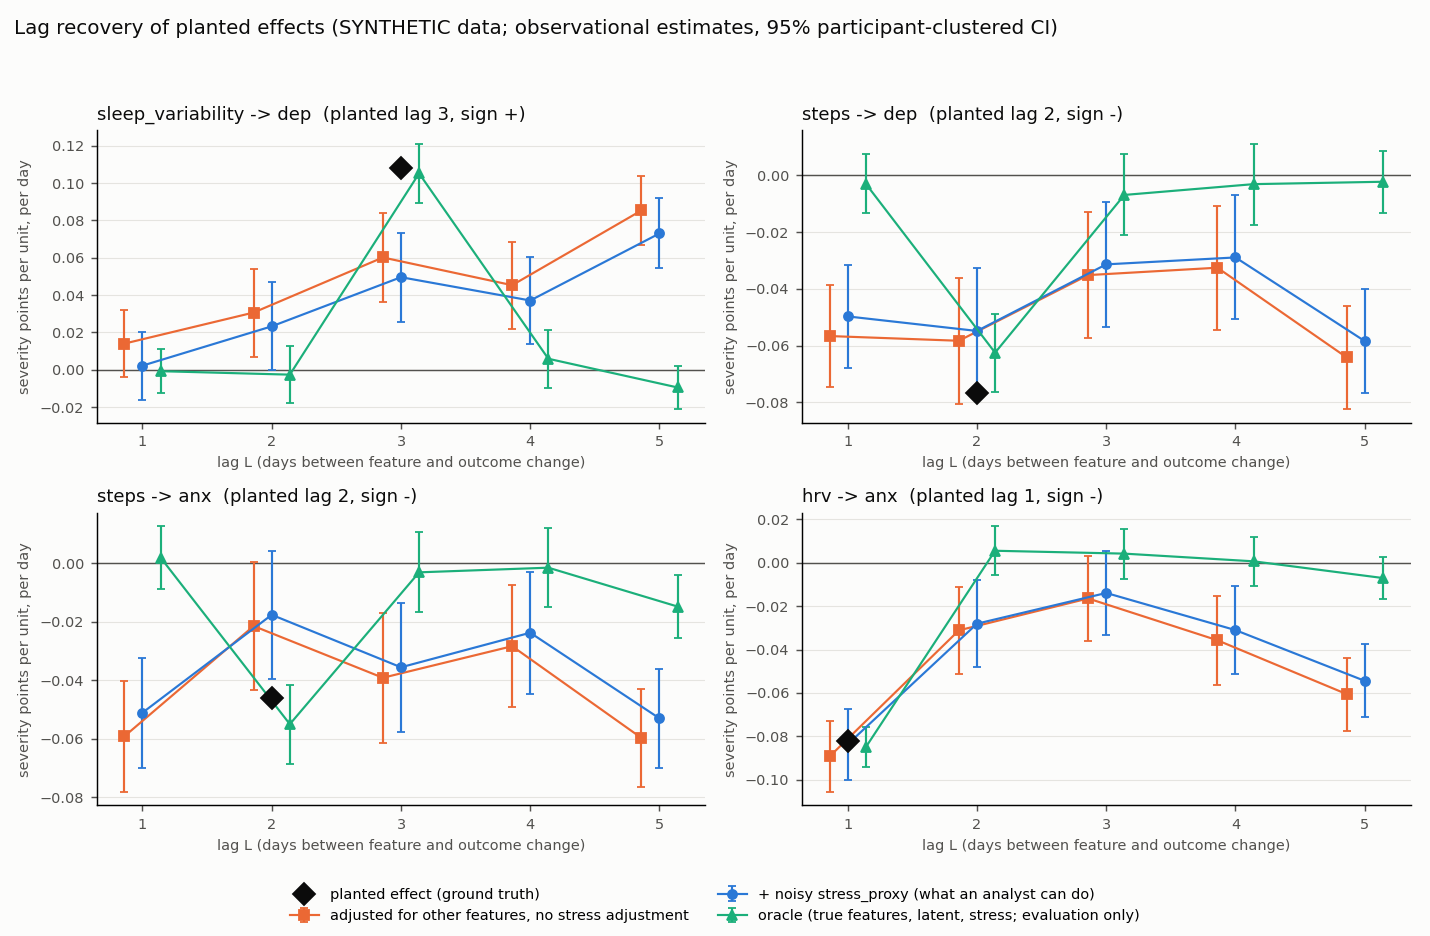 Lag recovery of planted effects (SYNTHETIC data; observational estimates, 95% participant-clustered CI)
sleep_variability -> dep  (planted lag 3, sign +)
severity points per unit, per day
0.12
0.10
0.08
0.06
0.04
0.02
0.00
−0.02
1 2 3 4 5
lag L (days between feature and outcome change)
steps -> dep  (planted lag 2, sign -)
severity points per unit, per day
0.00
−0.02
−0.04
−0.06
−0.08
1 2 3 4 5
lag L (days between feature and outcome change)
steps -> anx  (planted lag 2, sign -)
severity points per unit, per day
0.00
−0.02
−0.04
−0.06
−0.08
1 2 3 4 5
lag L (days between feature and outcome change)
hrv -> anx  (planted lag 1, sign -)
severity points per unit, per day
0.02
0.00
−0.02
−0.04
−0.06
−0.08
−0.10
1 2 3 4 5
lag L (days between feature and outcome change)
planted effect (ground truth)
adjusted for other features, no stress adjustment
+ noisy stress_proxy (what an analyst can do)
oracle (true features, latent, stress; evaluation only)